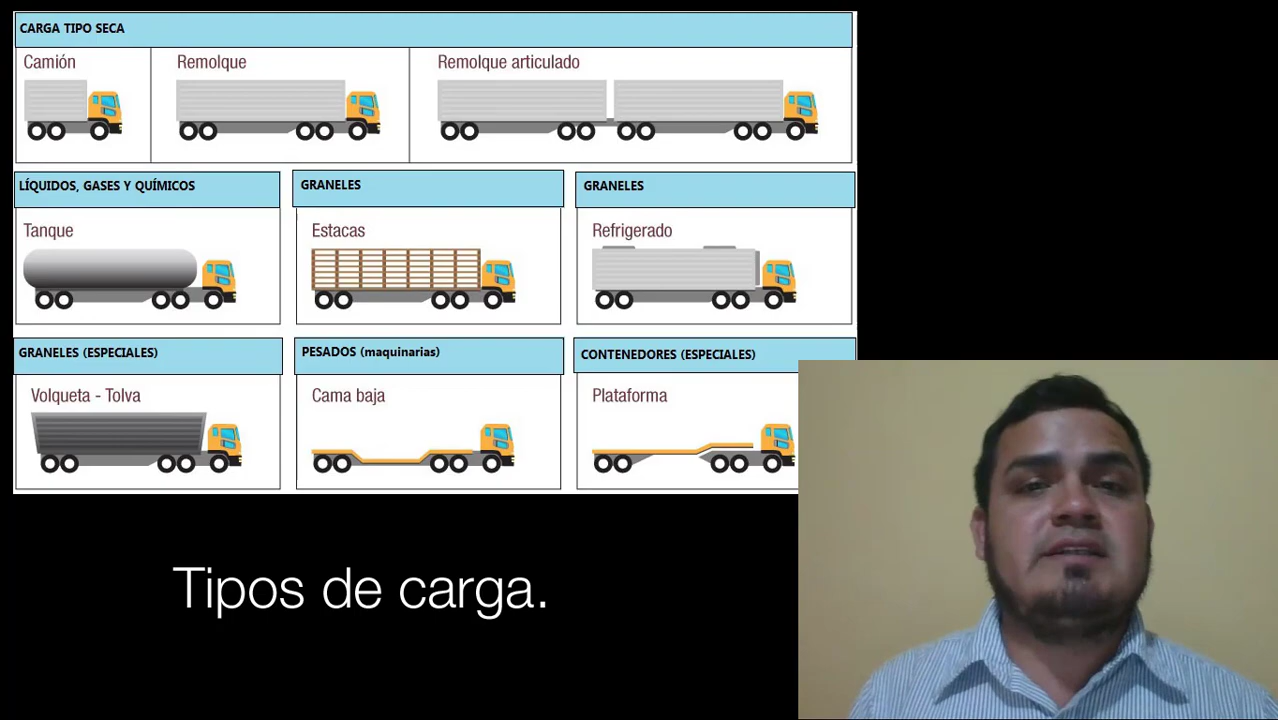 CARGA TIPO SECA
Camión
Remolque
Remolque articulado
LÍQUIDOS, GASES Y QUÍMICOS
GRANELES
GRANELES
Tanque
Estacas
Refrigerado
GRANELES (ESPECIALES)
PESADOS (maquinarias)
CONTENEDORES (ESPECIALES)
Volqueta - Tolva
Cama baja
Plataforma
Tipos de carga.